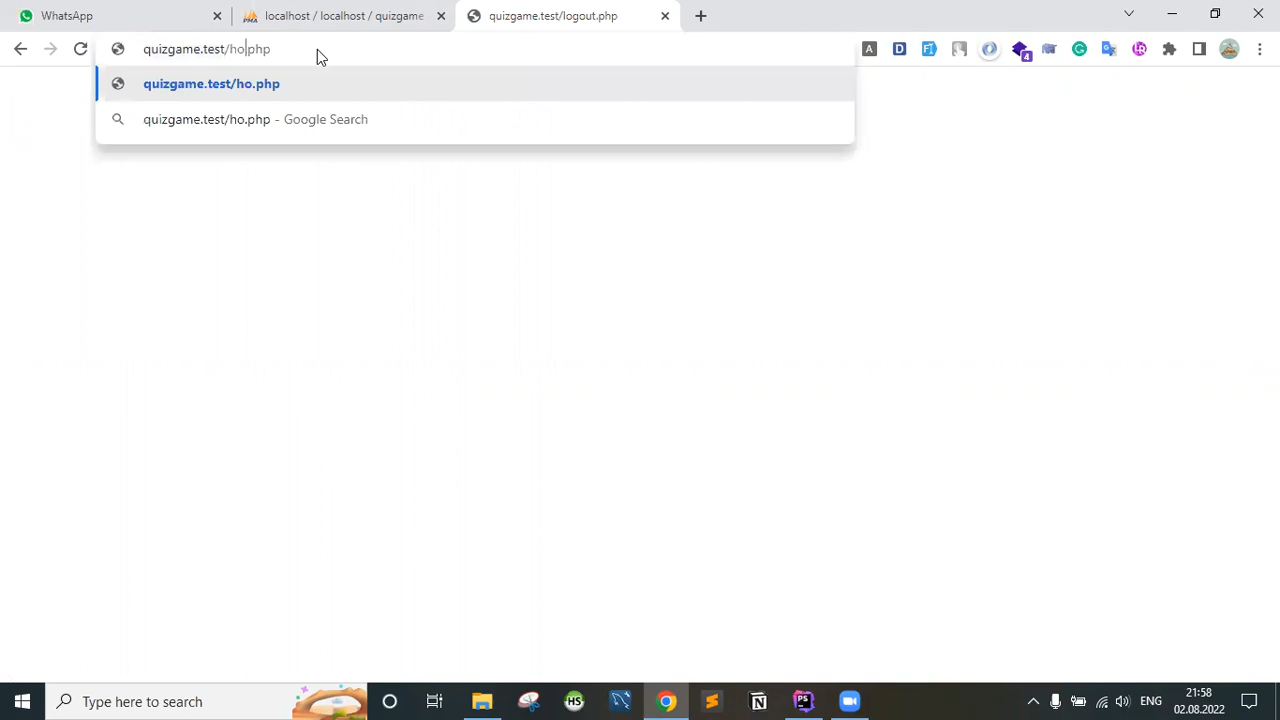 WhatsApp
localhost / localhost / quizgame
quizgame.test/logout.php
quizgame.test/ho.php
quizgame.test/ho.php
quizgame.test/ho.php - Google Search
4
Type here to search
ENG
21:58
02.08.2022